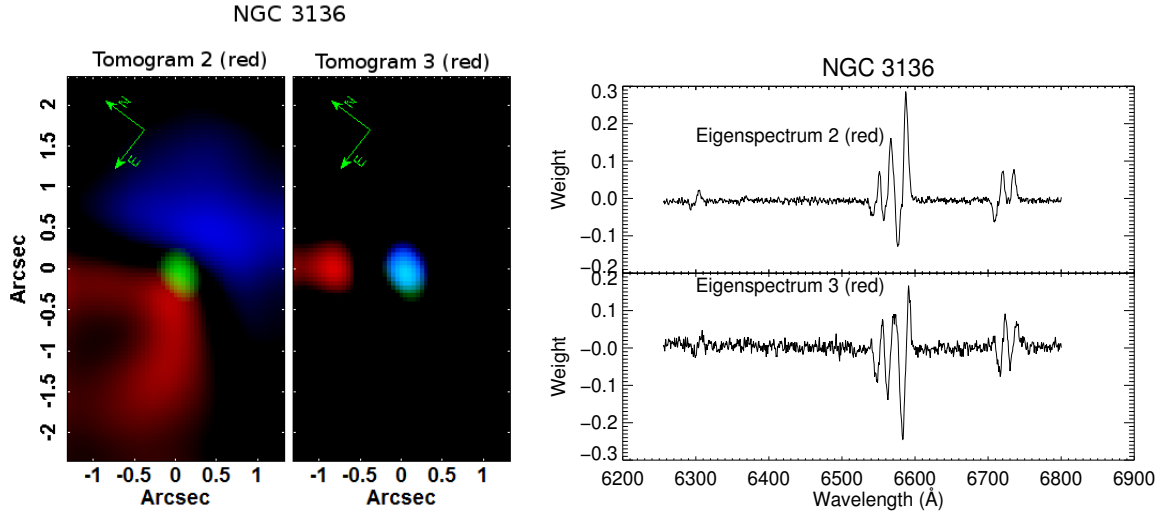 NGC 3136
Tomogram 2 (red)
Tomogram 3 (red)
N
E
N
E
Arcsec
2
1.5
1
0.5
0
-0.5
-1
-1.5
-2
-1 -0.5 0 0.5 1
-1 -0.5 0 0.5 1
Arcsec
Arcsec
NGC 3136
Eigenspectrum 2 (red)
Weight
0.3
0.2
0.1
0.0
−0.1
−0.2
Eigenspectrum 3 (red)
Weight
0.2
0.1
−0.0
−0.1
−0.2
−0.3
6200 6300 6400 6500 6600 6700 6800 6900
Wavelength (Å)